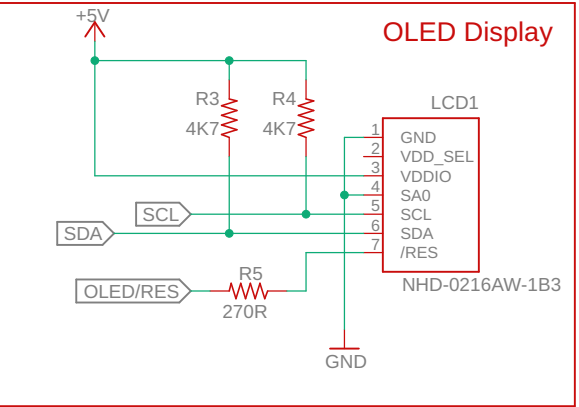 +5V
OLED Display
R3
4K7
R4
4K7
LCD1
1 GND
2 VDD_SEL
3 VDDIO
4 SA0
5 SCL
6 SDA
7 /RES
SCL
SDA
OLED/RES
R5
270R
NHD-0216AW-1B3
GND